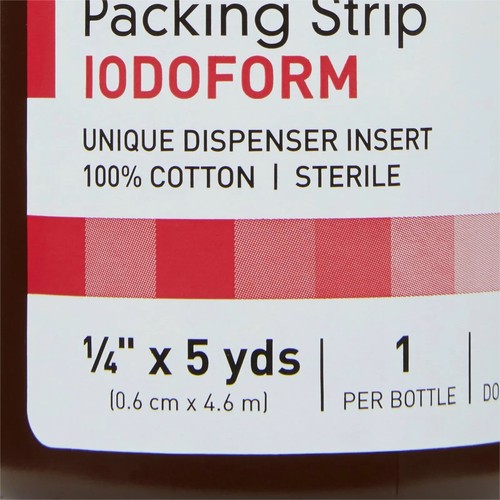 Packing Strip
IODOFORM
UNIQUE DISPENSER INSERT
100% COTTON | STERILE
¼" x 5 yds
(0.6 cm x 4.6 m)
1
PER BOTTLE